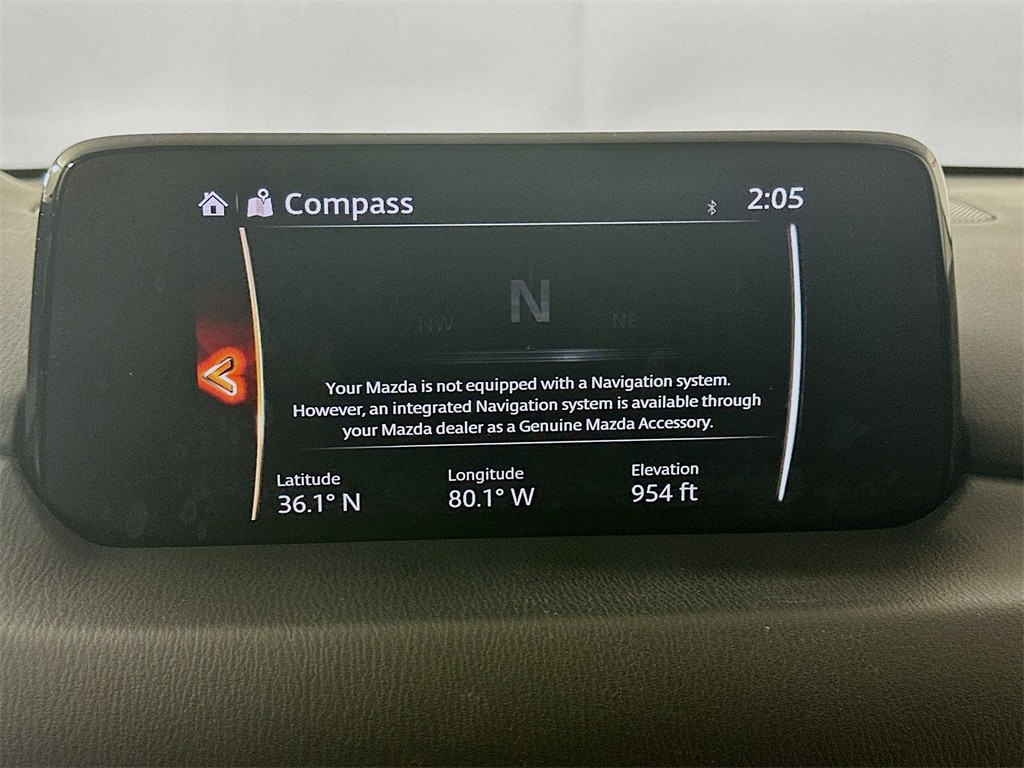 Compass 2:05
N
NW NE
Your Mazda is not equipped with a Navigation system.
However, an integrated Navigation system is available through
your Mazda dealer as a Genuine Mazda Accessory.
Latitude Longitude Elevation
36.1° N 80.1° W 954 ft